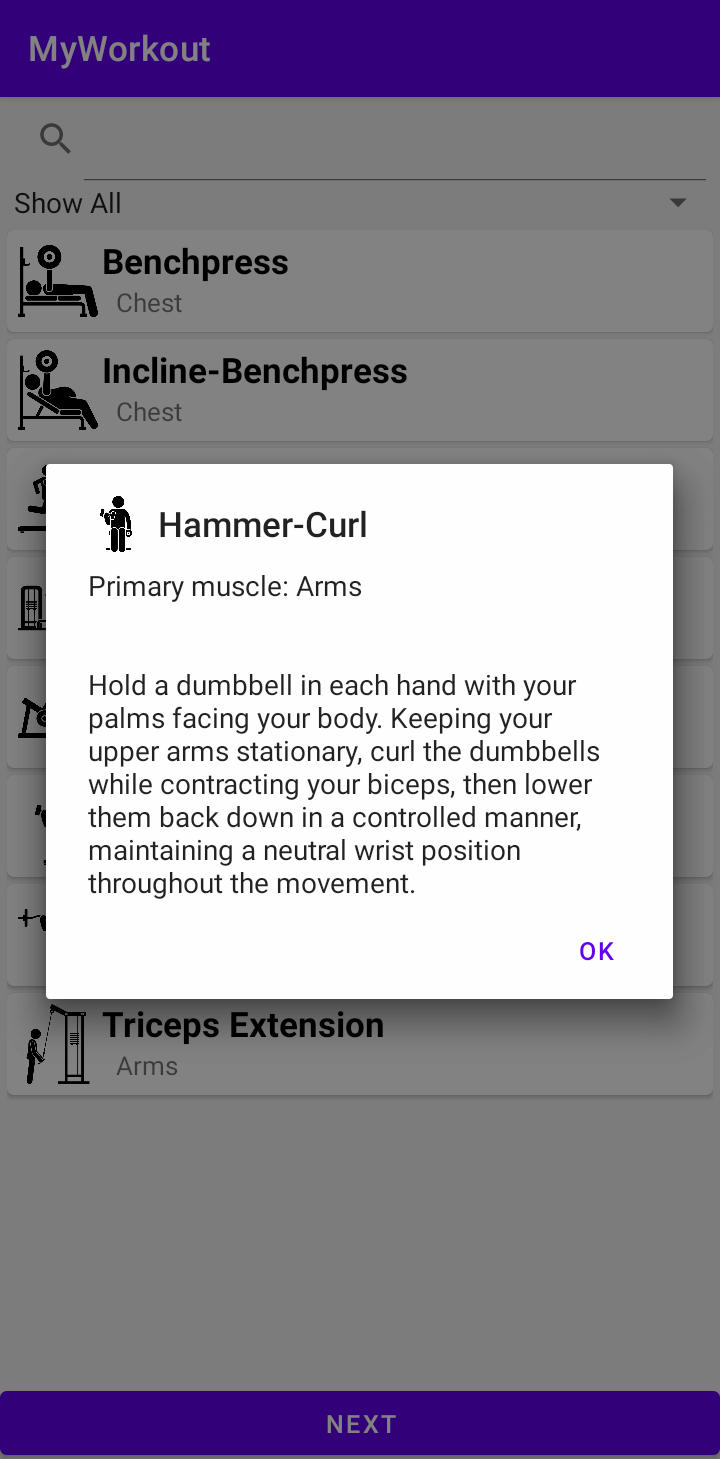 MyWorkout
Show All
Benchpress
Chest
Incline-Benchpress
Chest
Hammer-Curl
Primary muscle: Arms
Hold a dumbbell in each hand with your
palms facing your body. Keeping your
upper arms stationary, curl the dumbbells
while contracting your biceps, then lower
them back down in a controlled manner,
maintaining a neutral wrist position
throughout the movement.
OK
Triceps Extension
Arms
NEXT